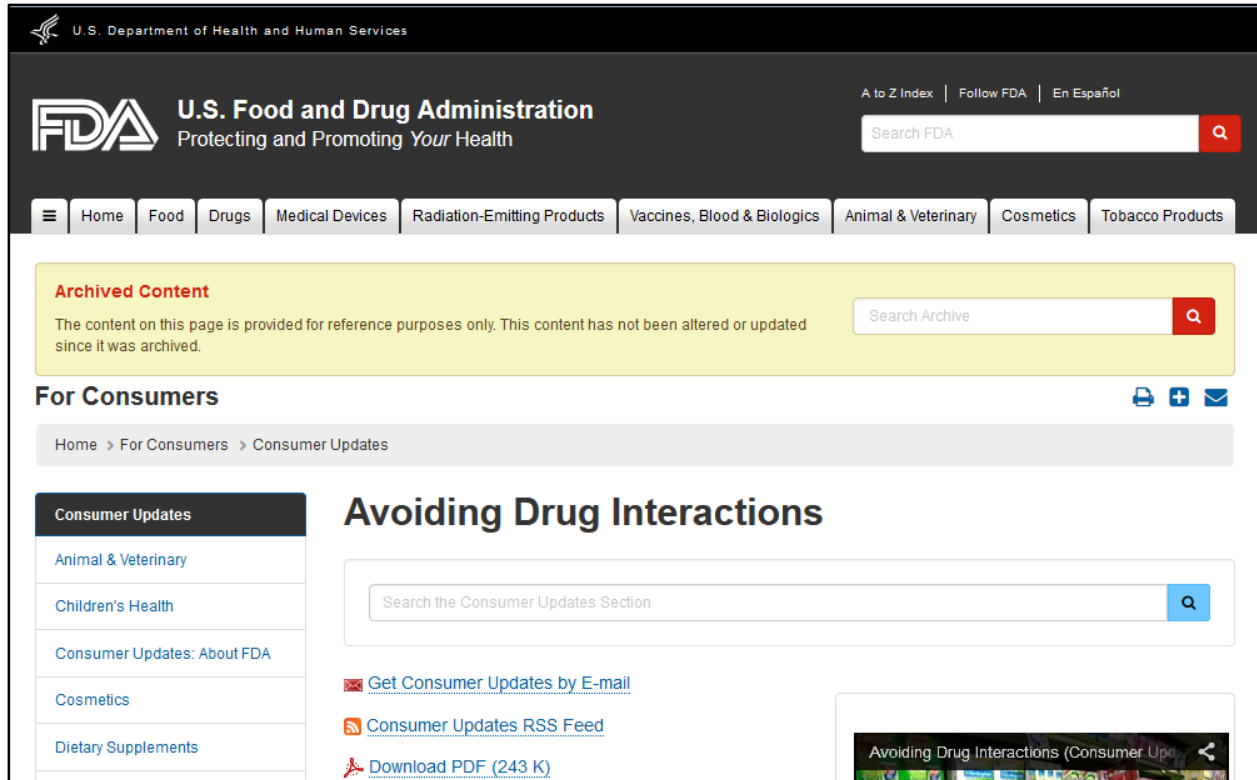 U.S. Department of Health and Human Services
FDA
U.S. Food and Drug Administration
Protecting and Promoting Your Health
A to Z Index | Follow FDA | En Español
Search FDA
Home
Food
Drugs
Medical Devices
Radiation-Emitting Products
Vaccines, Blood & Biologics
Animal & Veterinary
Cosmetics
Tobacco Products
Archived Content
The content on this page is provided for reference purposes only. This content has not been altered or updated
since it was archived.
Search Archive
For Consumers
Home > For Consumers > Consumer Updates
Consumer Updates
Animal & Veterinary
Children's Health
Consumer Updates: About FDA
Cosmetics
Dietary Supplements
Avoiding Drug Interactions
Search the Consumer Updates Section
Get Consumer Updates by E-mail
Consumer Updates RSS Feed
Download PDF (243 K)
Avoiding Drug Interactions (Consumer